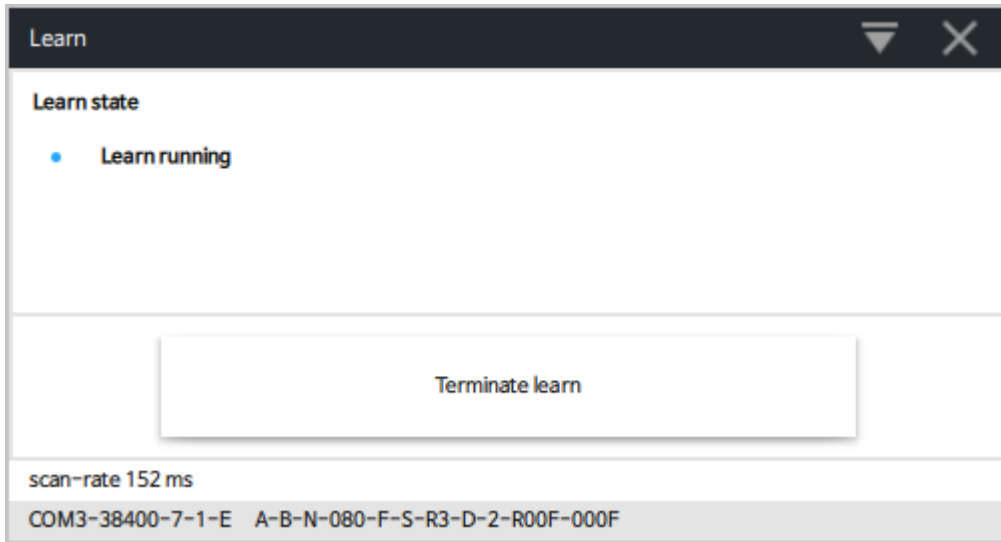 Learn
Learn state
Learn running
Terminate learn
scan-rate 152 ms
COM3-38400-7-1-E A-B-N-080-F-S-R3-D-2-R00F-000F